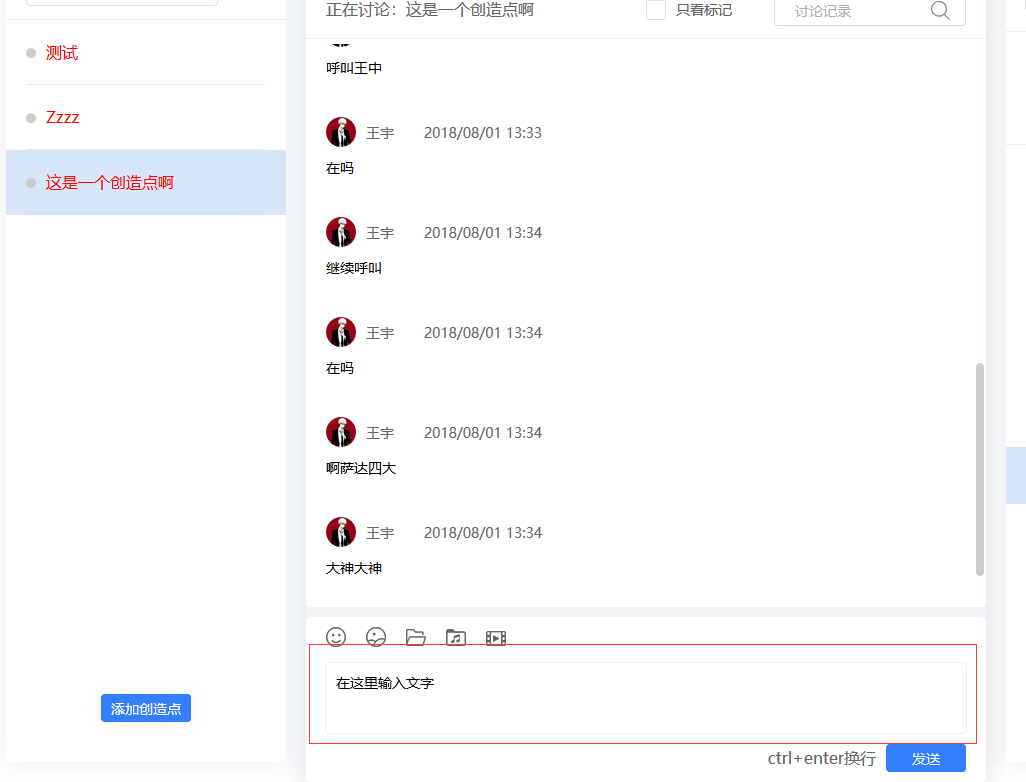 测试
Zzzz
这是一个创造点啊
添加创造点
正在讨论：这是一个创造点啊
只看标记
讨论记录
呼叫王中
王宇 2018/08/01 13:33
在吗
王宇 2018/08/01 13:34
继续呼叫
王宇 2018/08/01 13:34
在吗
王宇 2018/08/01 13:34
啊萨达四大
王宇 2018/08/01 13:34
大神大神
在这里输入文字
ctrl+enter换行
发送